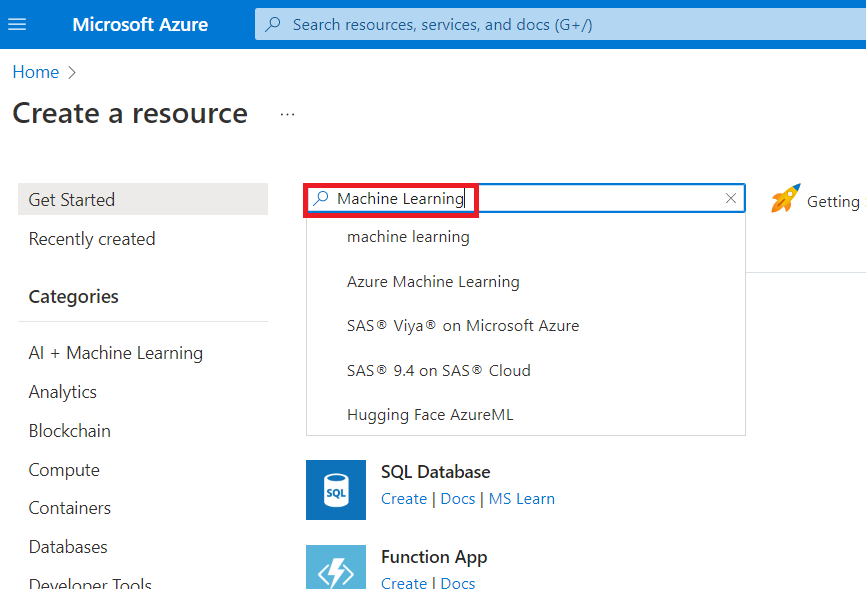 Microsoft Azure
Search resources, services, and docs (G+/)
Home
Create a resource
...
Get Started
Recently created
Categories
AI + Machine Learning
Analytics
Blockchain
Compute
Containers
Databases
Developer Tools
Machine Learning
machine learning
Azure Machine Learning
SAS® Viya® on Microsoft Azure
SAS® 9.4 on SAS® Cloud
Hugging Face AzureML
Getting
SQL
SQL Database
Create | Docs | MS Learn
Function App
Create | Docs